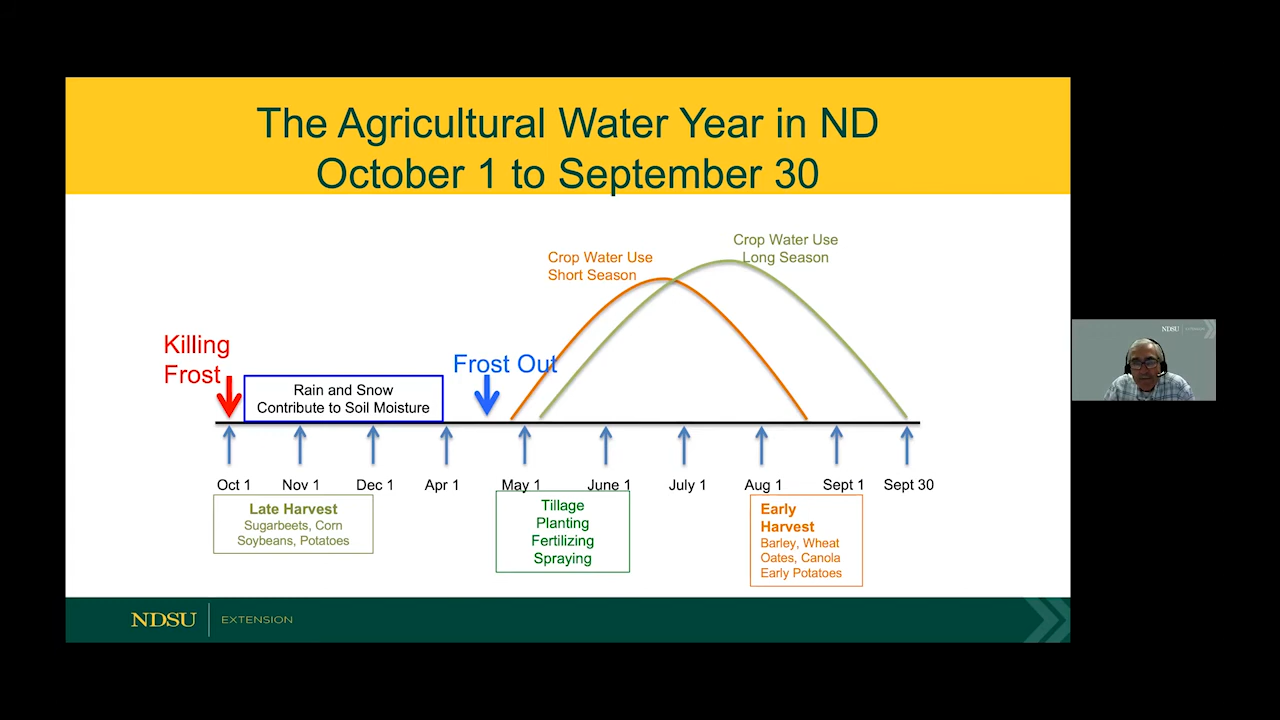 The Agricultural Water Year in ND
October 1 to September 30
Crop Water Use
Long Season
Crop Water Use
Short Season
Killing
Frost
Frost Out
Rain and Snow
Contribute to Soil Moisture
Oct 1
Nov 1
Dec 1
Apr 1
May 1
June 1
July 1
Aug 1
Sept 1
Sept 30
Late Harvest
Sugarbeets, Corn
Soybeans, Potatoes
Tillage
Planting
Fertilizing
Spraying
Early
Harvest
Barley, Wheat
Oates, Canola
Early Potatoes
NDSU EXTENSION
NDSU